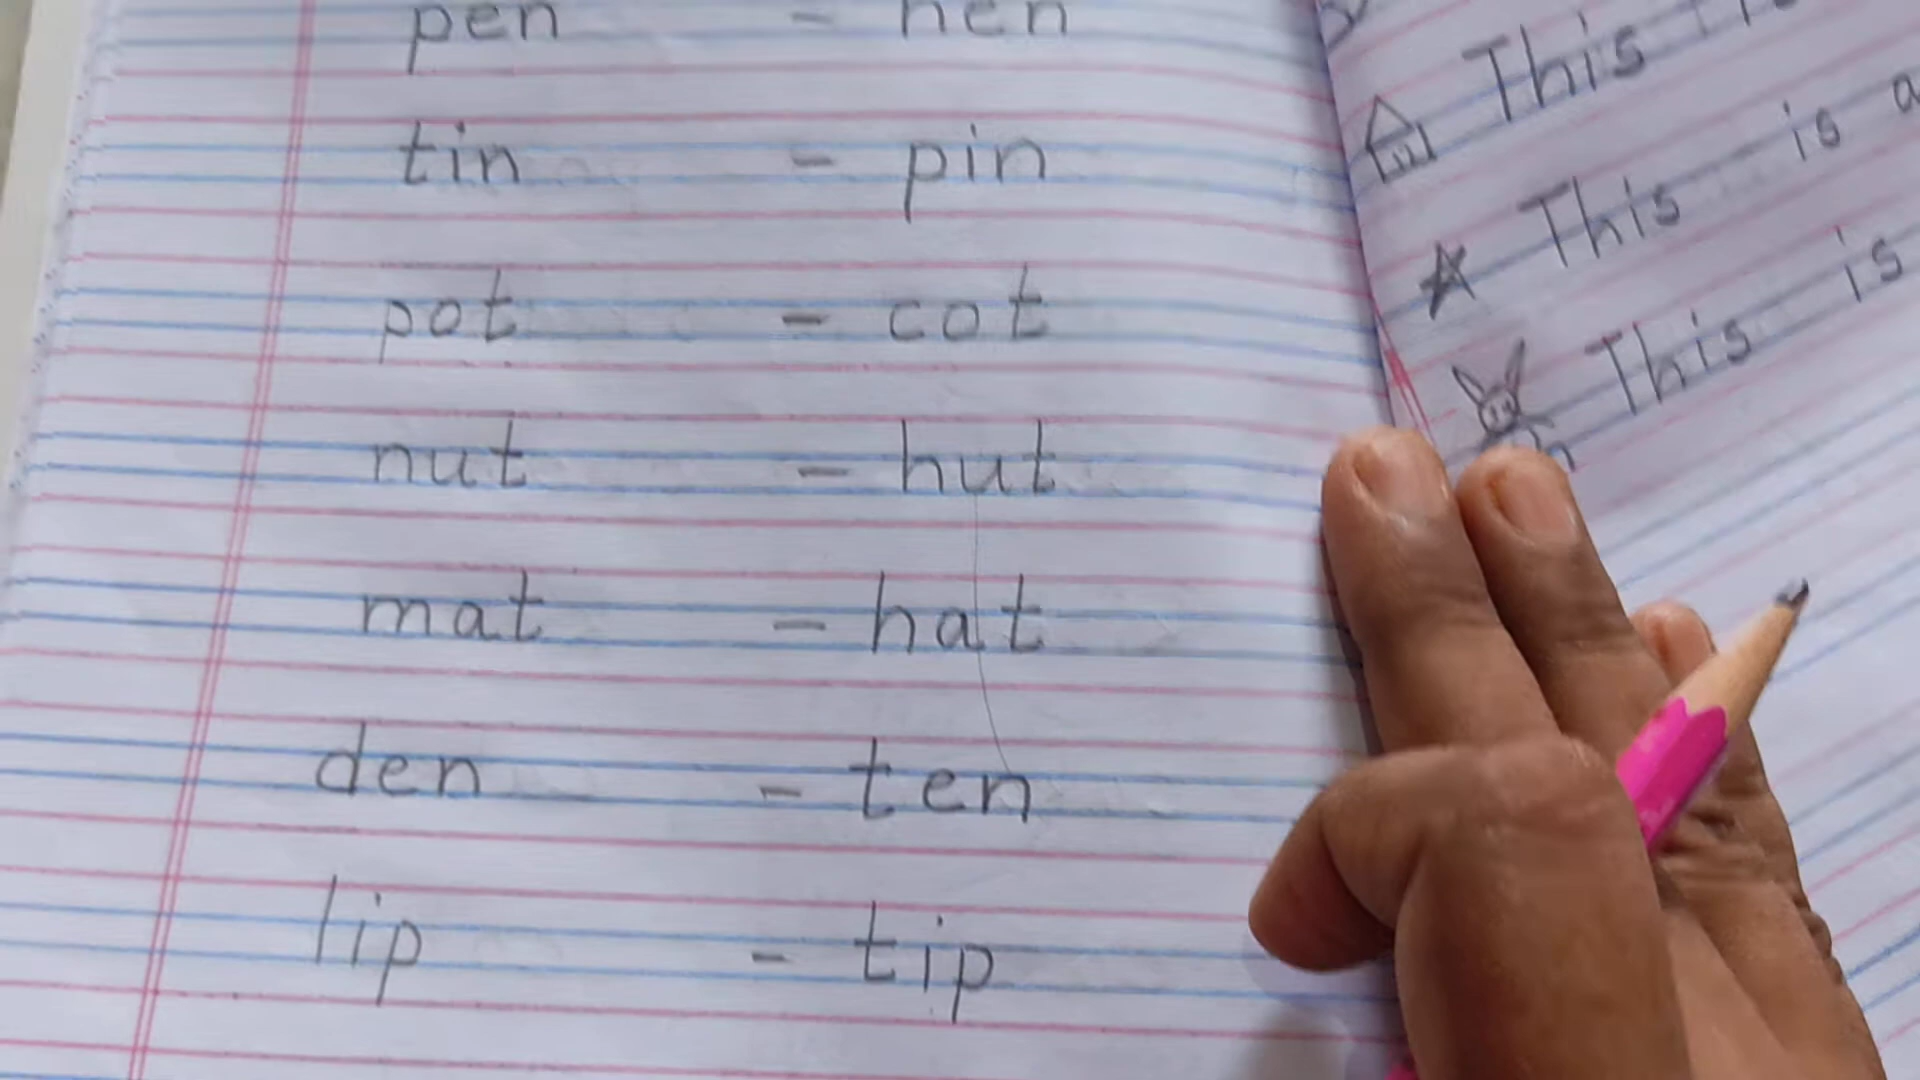 pen - hen
tin - pin
pot - cot
nut - hut
mat - hat
den - ten
lip - tip
This
This is a
This is